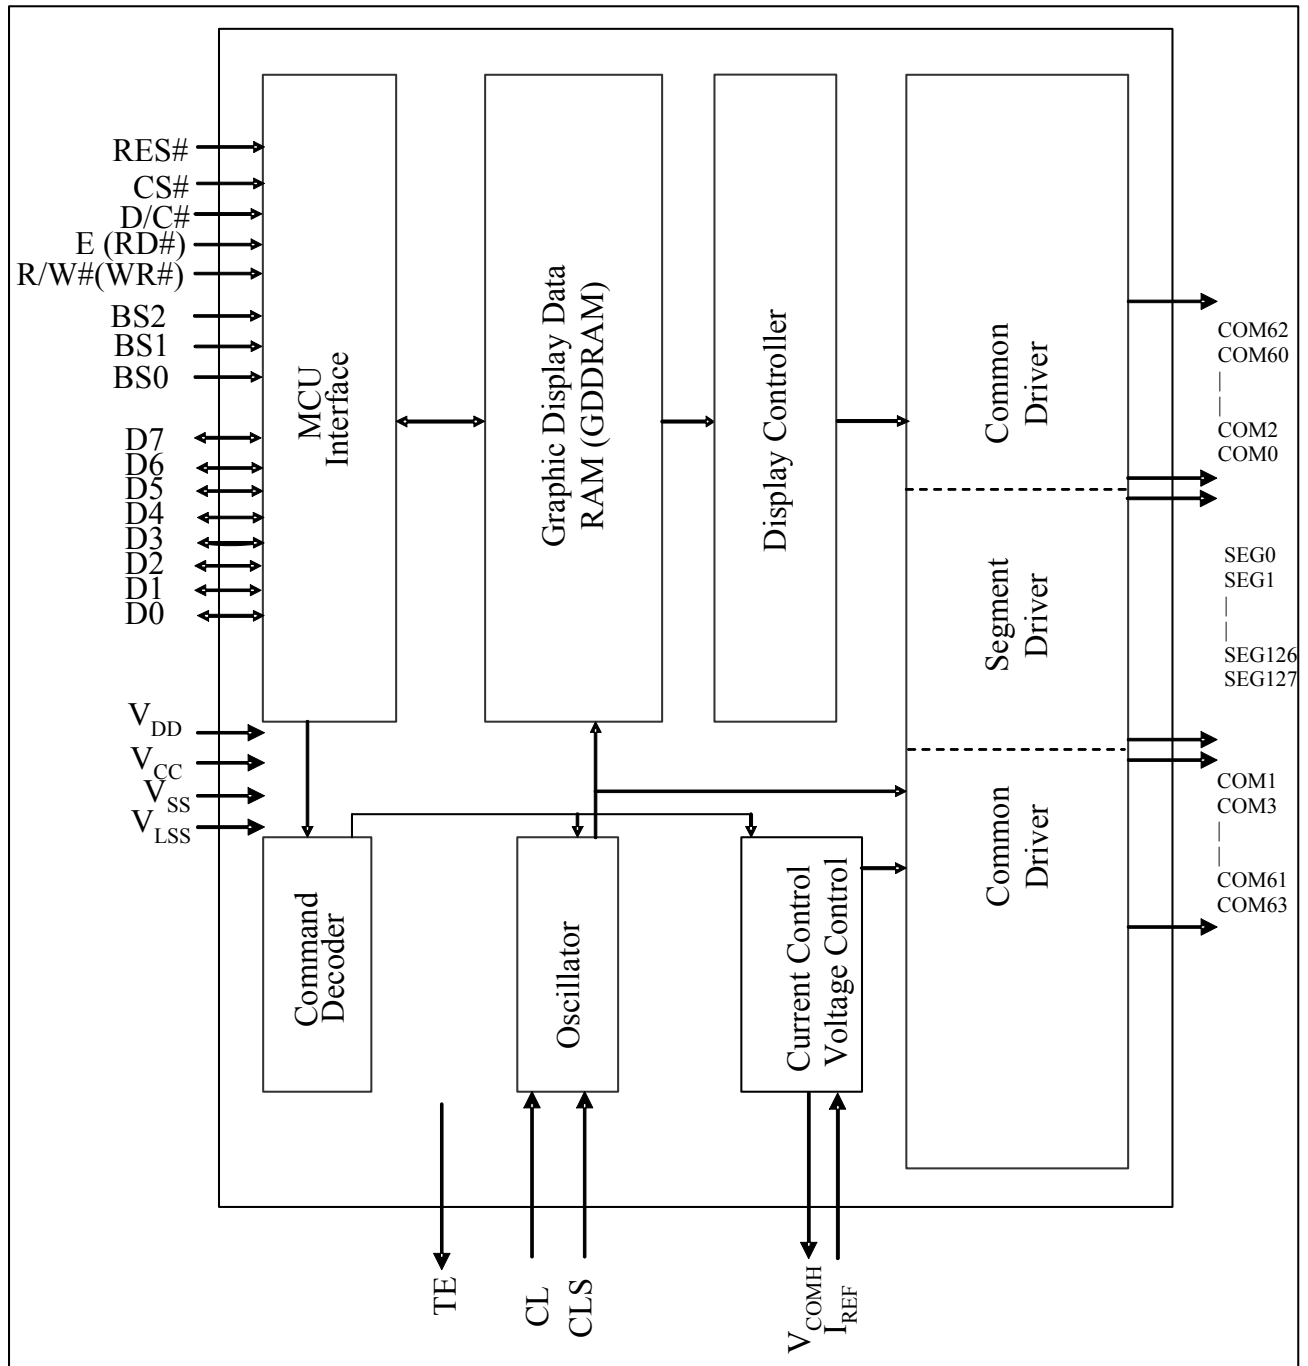 RES#
CS#
D/C#
E (RD#)
R/W#(WR#)
BS2
BS1
BS0
D7
D6
D5
D4
D3
D2
D1
D0
VDD
VCC
VSS
VLSS
MCU
Interface
Graphic Display Data
RAM (GDDRAM)
Display Controller
Common
Driver
Segment
Driver
Common
Driver
COM62
COM60
|
|
COM2
COM0
SEG0
SEG1
|
|
SEG126
SEG127
COM1
COM3
|
|
COM61
COM63
Command
Decoder
Oscillator
Current Control
Voltage Control
TE
CL
CLS
VCOMH
IREF